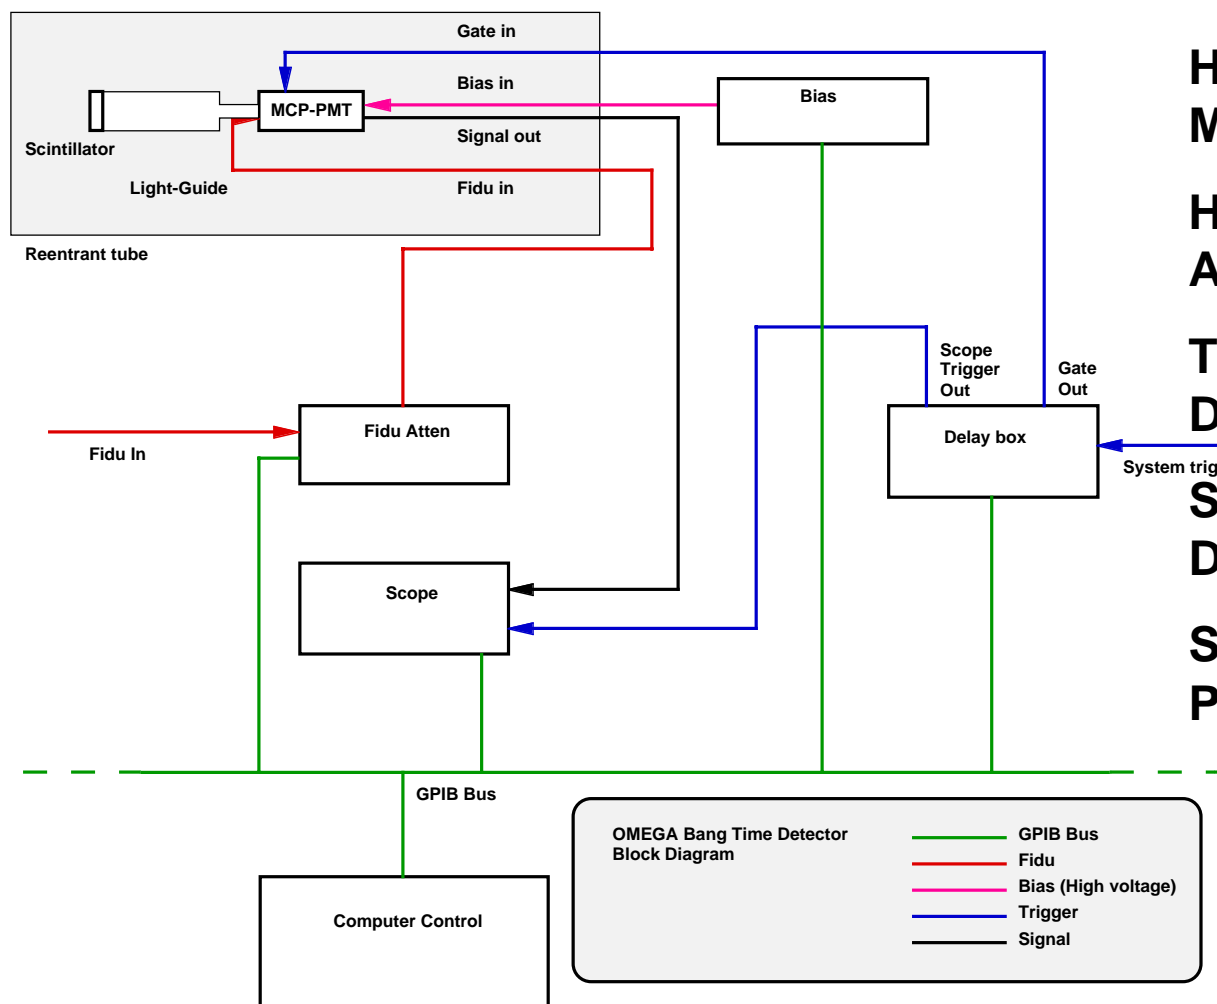 Gate in
Bias in
Bias
MCP-PMT
Signal out
Scintillator
Light-Guide
Fidu in
Reentrant tube
Scope
Trigger
Out
Gate
Out
Fidu Atten
Delay box
Fidu In
System trig
Scope
GPIB Bus
OMEGA Bang Time Detector
Block Diagram
GPIB Bus
Fidu
Bias (High voltage)
Trigger
Signal
Computer Control
H
M
H
A
T
D
S
D
S
P